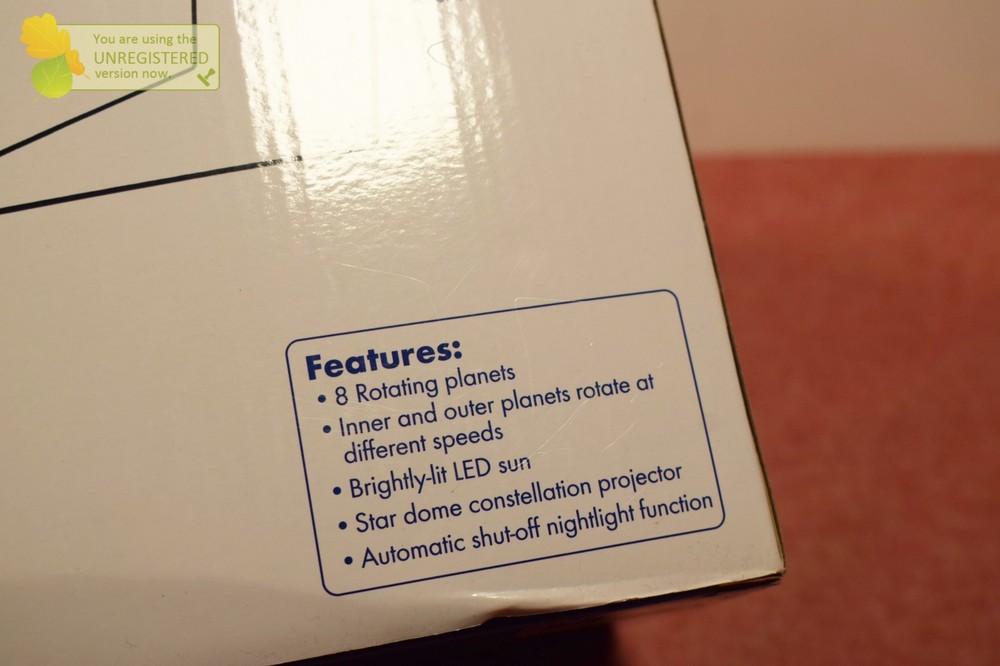 You are using the
UNREGISTERED
version now.
Features:
• 8 Rotating planets
• Inner and outer planets rotate at
different speeds
• Brightly-lit LED sun
• Star dome constellation projector
• Automatic shut-off nightlight function